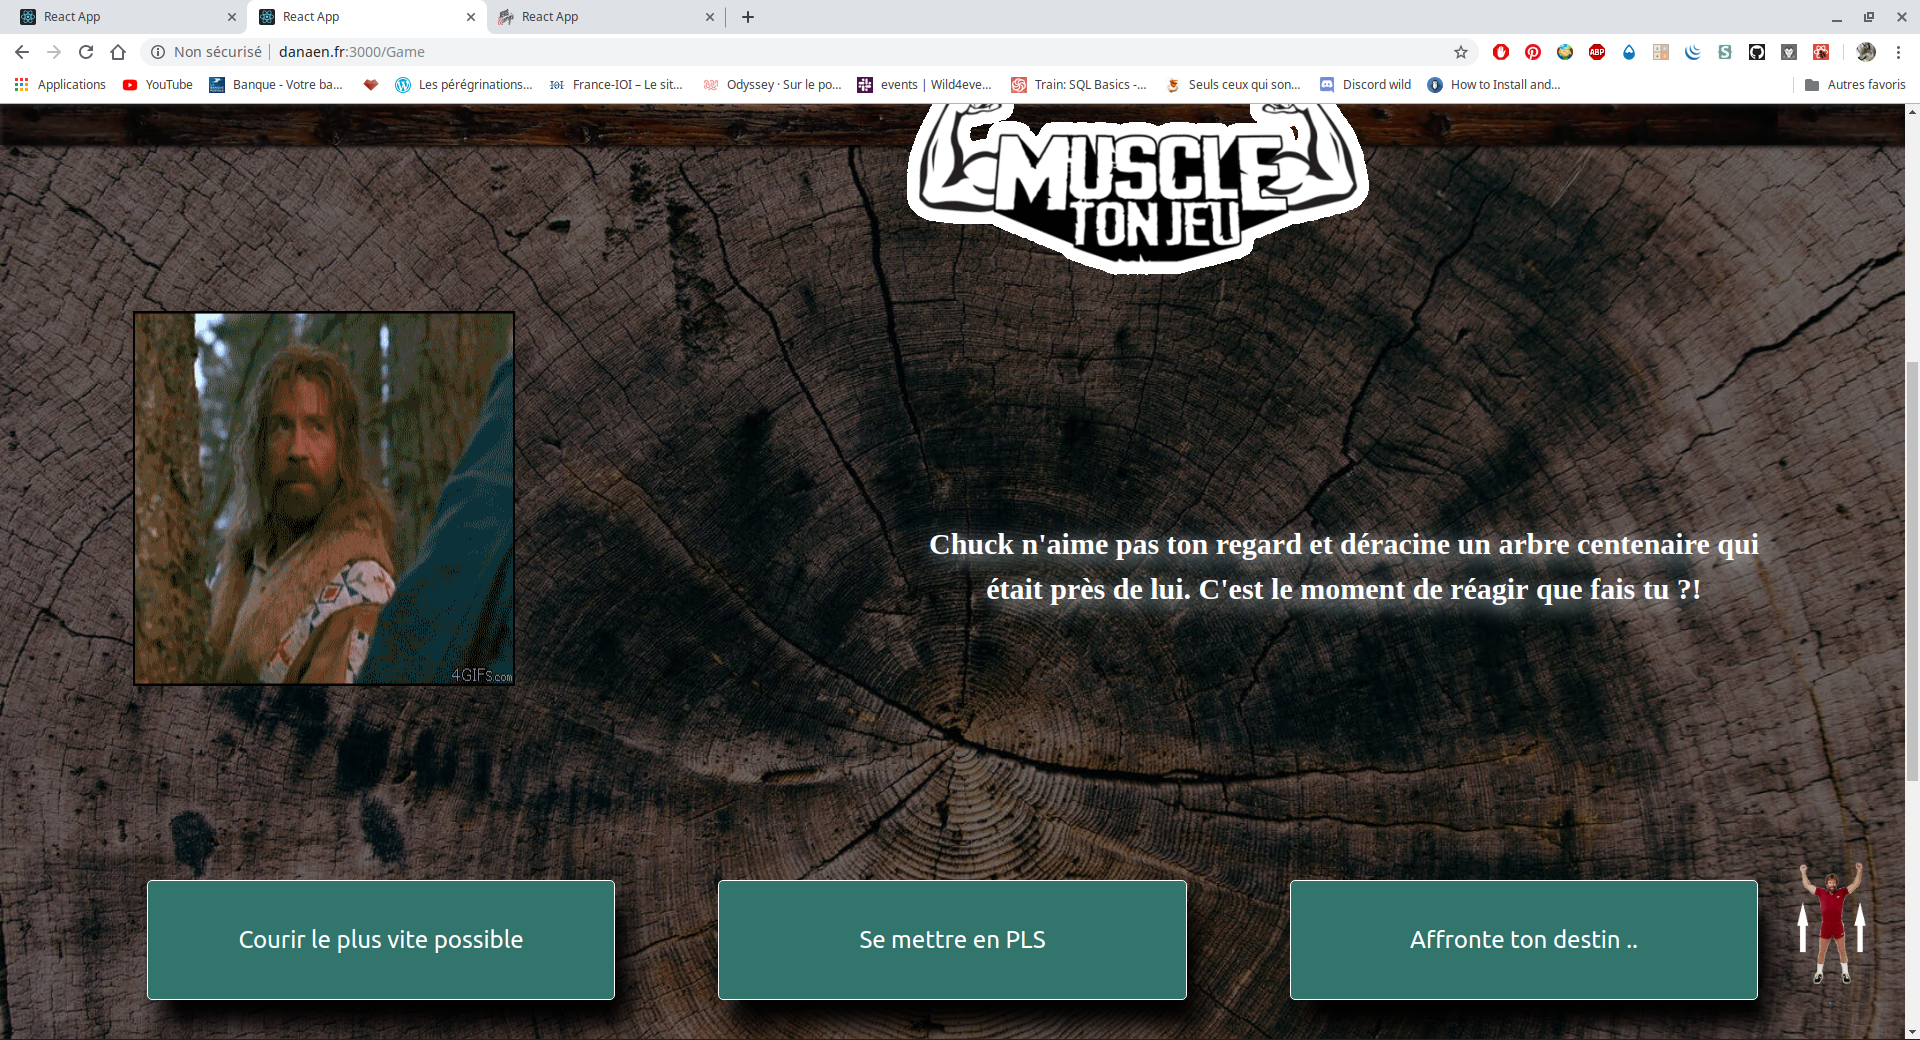 React App
React App
React App
Non sécurisé
danaen.fr:3000/Game
Applications
YouTube
Banque - Votre ba...
Les pérégrinations...
France-IOI – Le sit...
Odyssey · Sur le po...
events | Wild4eve...
Train: SQL Basics -...
Seuls ceux qui son...
Discord wild
How to Install and...
Autres favoris
ABP
MUSCLE
TON JEU
4GIFs.com
Chuck n'aime pas ton regard et déracine un arbre centenaire qui
était près de lui. C'est le moment de réagir que fais tu ?!
Courir le plus vite possible
Se mettre en PLS
Affronte ton destin ..